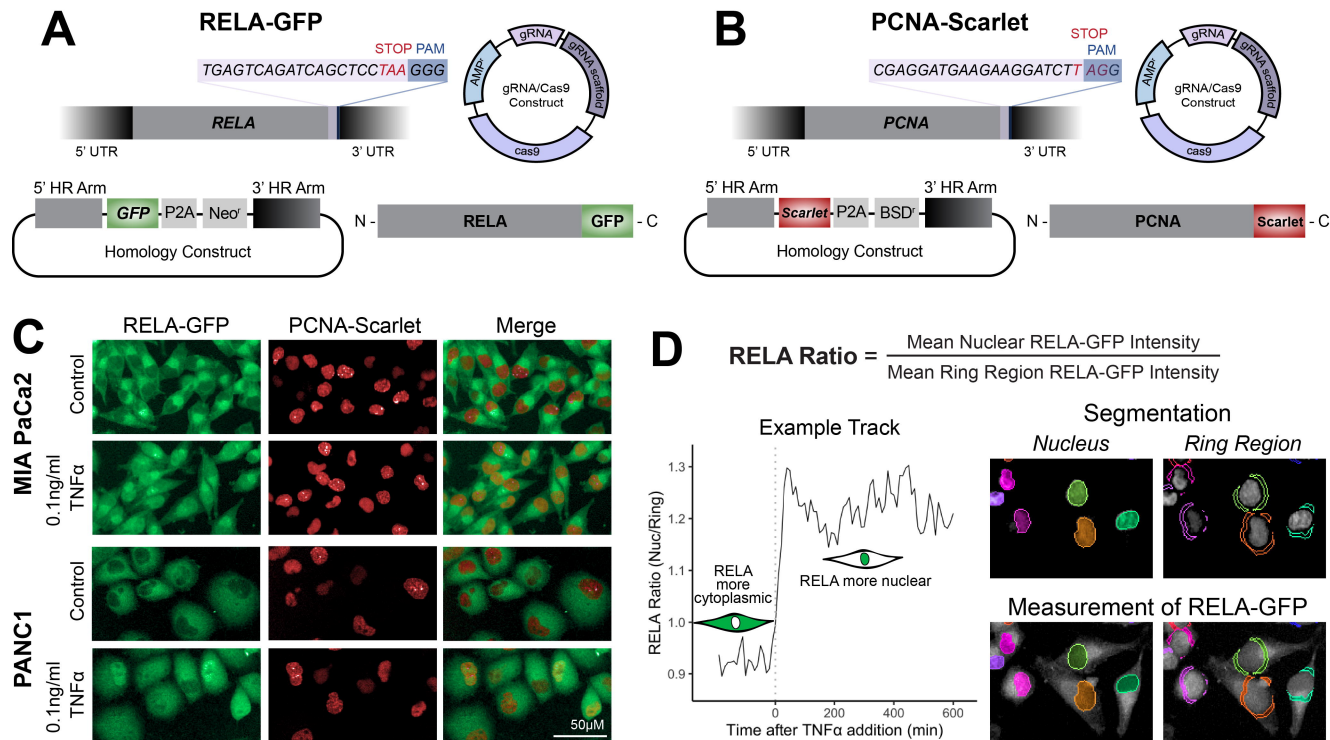 A
RELA-GFP
STOP PAM
TGAGTCAGATCAGCTCCTAA GGG
RELA
5' UTR
3' UTR
AMPʳ
gRNA
gRNA scaffold
gRNA/Cas9
Construct
cas9
5' HR Arm
3' HR Arm
GFP
P2A
Neoʳ
Homology Construct
N -
RELA
GFP
- C
B
PCNA-Scarlet
STOP
PAM
CGAGGATGAAGAAGGATCTT AGG
PCNA
5' UTR
3' UTR
AMPʳ
gRNA
gRNA scaffold
gRNA/Cas9
Construct
cas9
5' HR Arm
3' HR Arm
Scarlet
P2A
BSDʳ
Homology Construct
N -
PCNA
Scarlet
- C
C
RELA-GFP
PCNA-Scarlet
Merge
MIA PaCa2
Control
0.1ng/ml
TNFα
PANC1
Control
0.1ng/ml
TNFα
50µM
D
RELA Ratio =
Mean Nuclear RELA-GFP Intensity
Mean Ring Region RELA-GFP Intensity
Example Track
RELA Ratio (Nuc/Ring)
1.3
1.2
1.1
1.0
0.9
RELA
more
cytoplasmic
RELA more nuclear
0
200
400
600
Time after TNFα addition (min)
Segmentation
Nucleus
Ring Region
Measurement of RELA-GFP